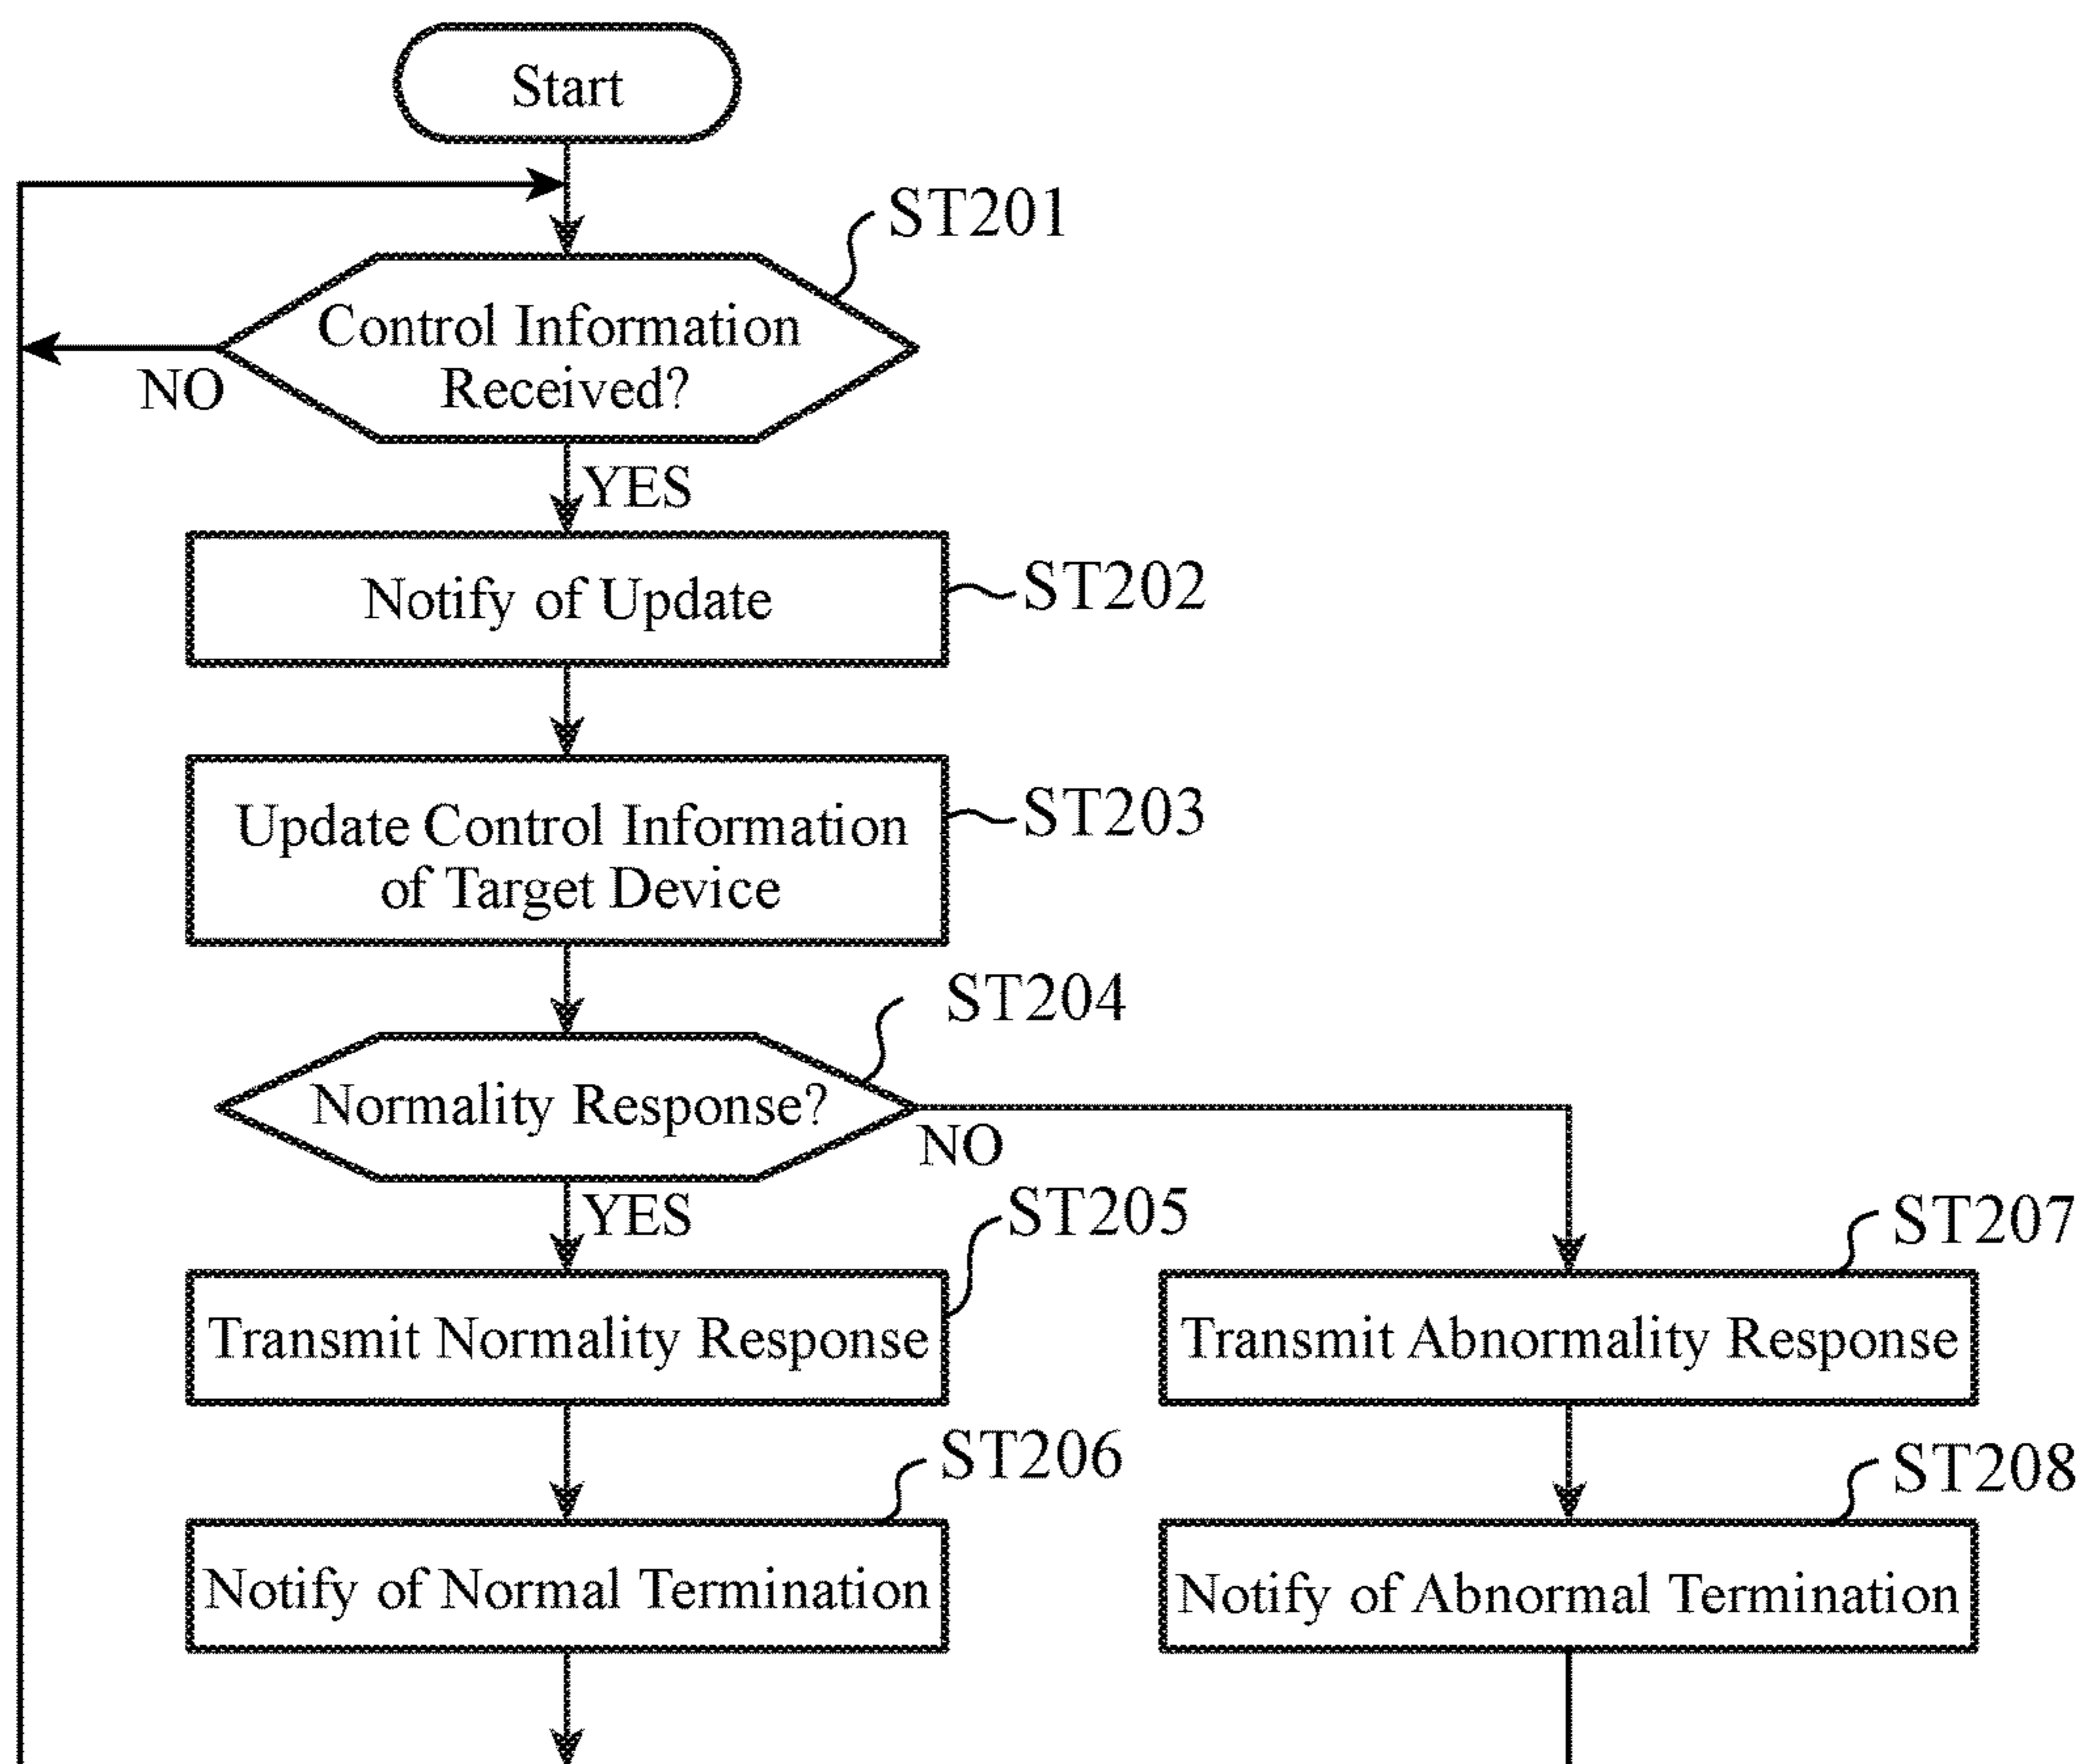 Start
ST201
Control Information
Received?
NO
YES
Notify of Update
ST202
Update Control Information
of Target Device
ST203
ST204
Normality Response?
NO
YES
ST205
ST207
Transmit Normality Response
Transmit Abnormality Response
ST206
ST208
Notify of Normal Termination
Notify of Abnormal Termination